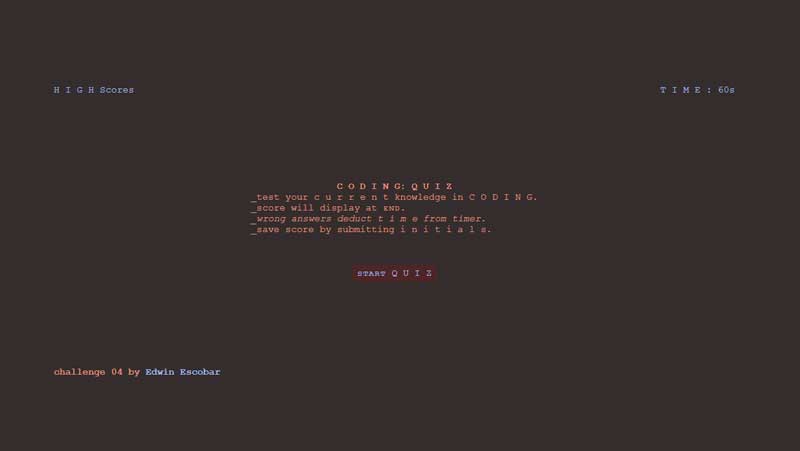 H I G H Scores
T I M E : 60s
C O D I N G: Q U I Z
_test your c u r r e n t knowledge in C O D I N G.
_score will display at END.
_wrong answers deduct t i m e from timer.
_save score by submitting i n i t i a l s.
START Q U I Z
challenge 04 by Edwin Escobar